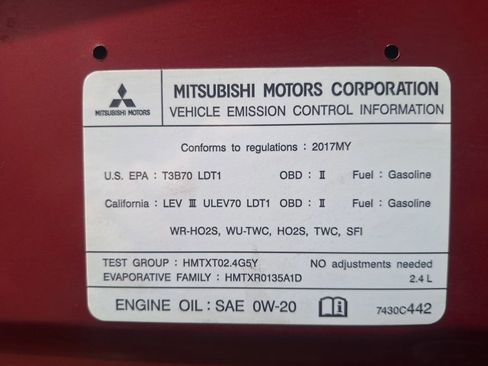 MITSUBISHI MOTORS CORPORATION
MITSUBISHI MOTORS
VEHICLE EMISSION CONTROL INFORMATION
Conforms to regulations : 2017MY
U.S. EPA : T3B70 LDT1 OBD : Ⅱ Fuel : Gasoline
California : LEV Ⅲ ULEV70 LDT1 OBD : Ⅱ Fuel : Gasoline
WR-HO2S, WU-TWC, HO2S, TWC, SFI
TEST GROUP : HMTXT02.4G5Y NO adjustments needed
EVAPORATIVE FAMILY : HMTXR0135A1D 2.4 L
ENGINE OIL : SAE 0W-20 7430C442